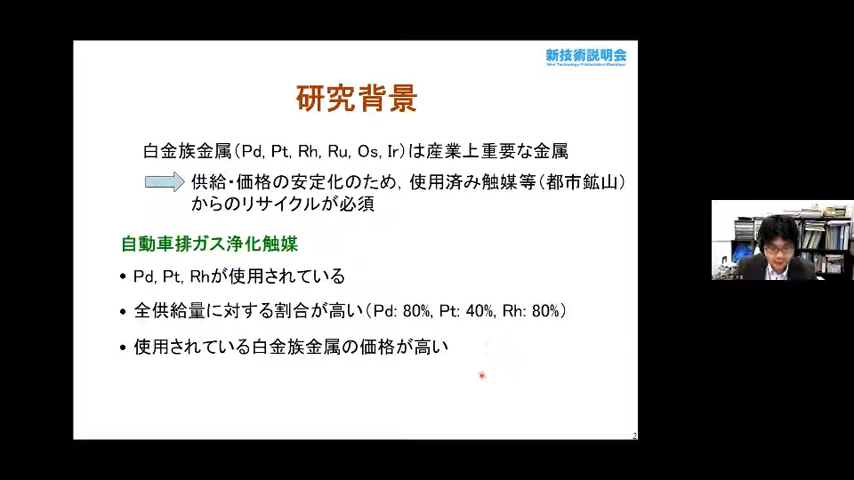 新技術説明会
New Technology Presentation Meetings!
研究背景
白金族金属(Pd, Pt, Rh, Ru, Os, Ir)は産業上重要な金属
供給・価格の安定化のため, 使用済み触媒等(都市鉱山)
からのリサイクルが必須
自動車排ガス浄化触媒
• Pd, Pt, Rhが使用されている
• 全供給量に対する割合が高い(Pd: 80%, Pt: 40%, Rh: 80%)
• 使用されている白金族金属の価格が高い
2